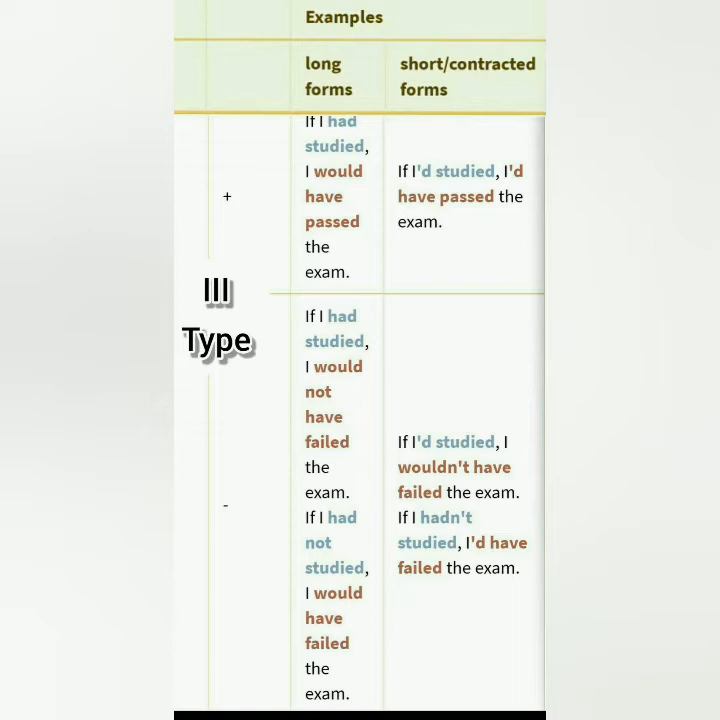 Examples
long
forms
short/contracted
forms
+
If I had
studied,
I would
have
passed
the
exam.
If I'd studied, I'd
have passed the
exam.
III
Type
-
If I had
studied,
I would
not
have
failed
the
exam.
If I had
not
studied,
I would
have
failed
the
exam.
If I'd studied, I
wouldn't have
failed the exam.
If I hadn't
studied, I'd have
failed the exam.